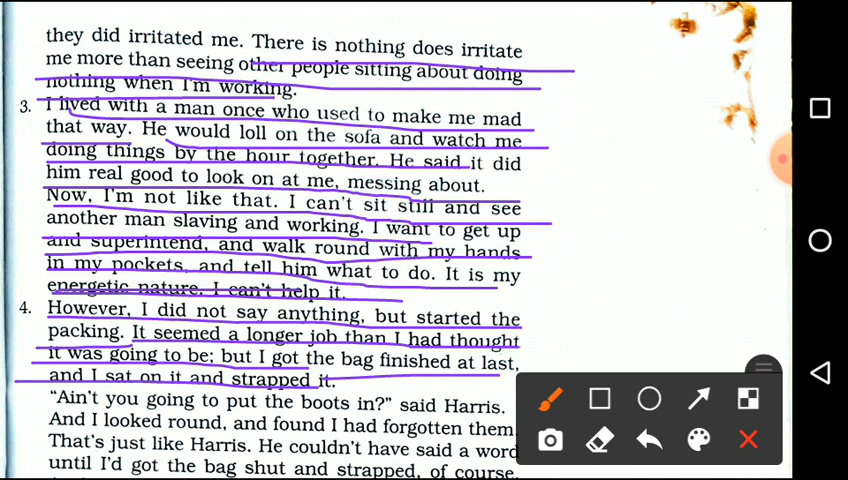 they did irritated me. There is nothing does irritate
me more than seeing other people sitting about doing
nothing when I'm working.
3. I lived with a man once who used to make me mad
that way. He would loll on the sofa and watch me
doing things by the hour together. He said it did
him real good to look on at me, messing about.
Now, I'm not like that. I can't sit still and see
another man slaving and working. I want to get up
and superintend, and walk round with my hands
in my pockets, and tell him what to do. It is my
energetic nature. I can't help it.
4. However, I did not say anything, but started the
packing. It seemed a longer job than I had thought
it was going to be; but I got the bag finished at last,
and I sat on it and strapped it.
“Ain't you going to put the boots in?” said Harris.
And I looked round, and found I had forgotten them.
That's just like Harris. He couldn't have said a word
until I'd got the bag shut and strapped, of course.